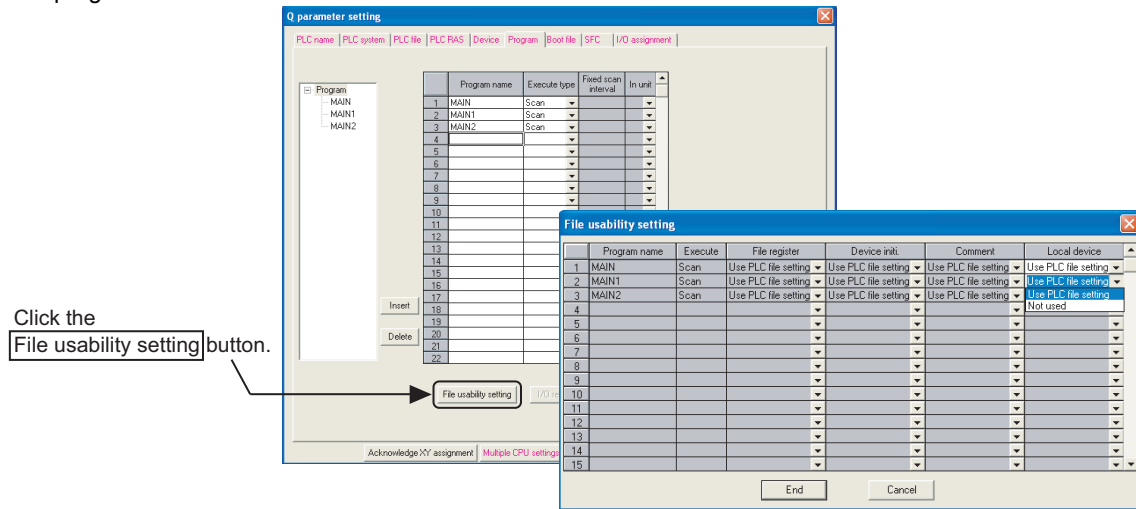 Q parameter setting
PLC name PLC system PLC file PLC RAS Device Program Boot file SFC I/O assignment
Program
MAIN
MAIN1
MAIN2
Program name Execute type Fixed scan interval In unit
1 MAIN Scan
2 MAIN1 Scan
3 MAIN2 Scan
4
5
6
7
8
9
10
11
12
13
14
15
16
17
18
19
20
21
22
Insert
Delete
Click the
File usability setting button.
File usability setting
Acknowledge XY assignment Multiple CPU settings
File usability setting
Program name Execute File register Device initi. Comment Local device
1 MAIN Scan Use PLC file setting Use PLC file setting Use PLC file setting Use PLC file setting
2 MAIN1 Scan Use PLC file setting Use PLC file setting Use PLC file setting Use PLC file setting
3 MAIN2 Scan Use PLC file setting Use PLC file setting Use PLC file setting Use PLC file setting
4 Not used
5
6
7
8
9
10
11
12
13
14
15
End Cancel